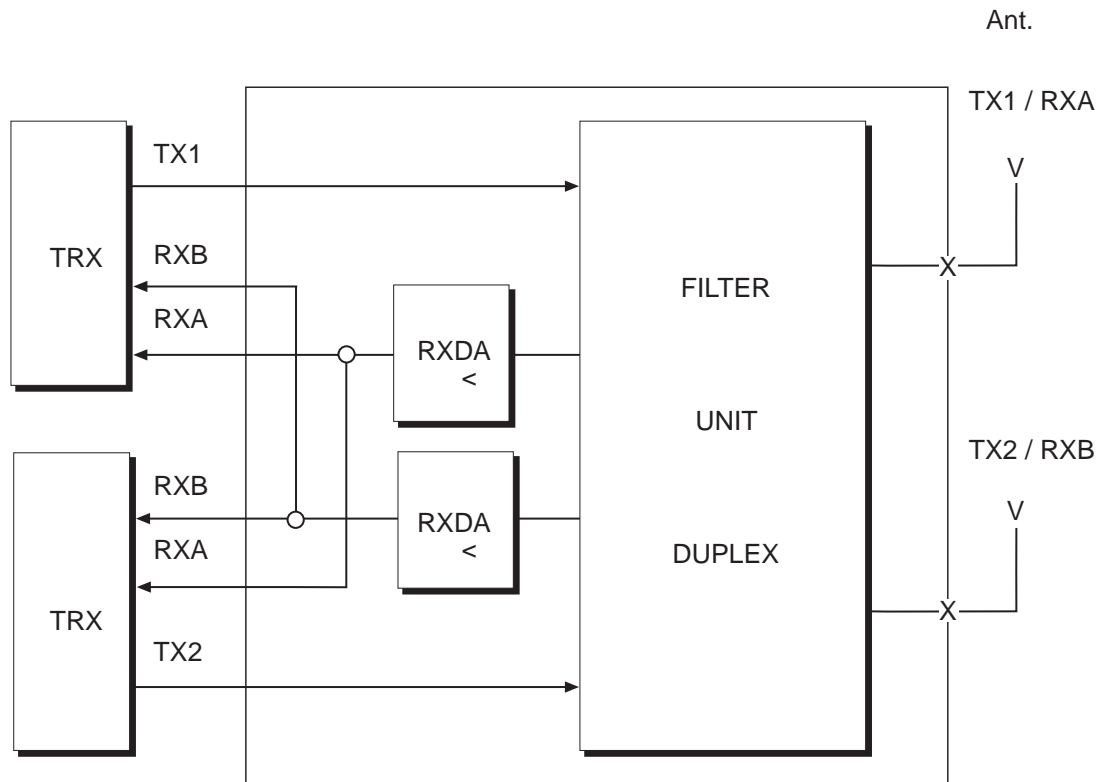 Ant.
TX1 / RXA
V
TX1
RXB
TRX
RXA
FILTER
RXDA
<
X
UNIT
TX2 / RXB
V
RXB
RXDA
<
RXA
DUPLEX
TRX
X
TX2